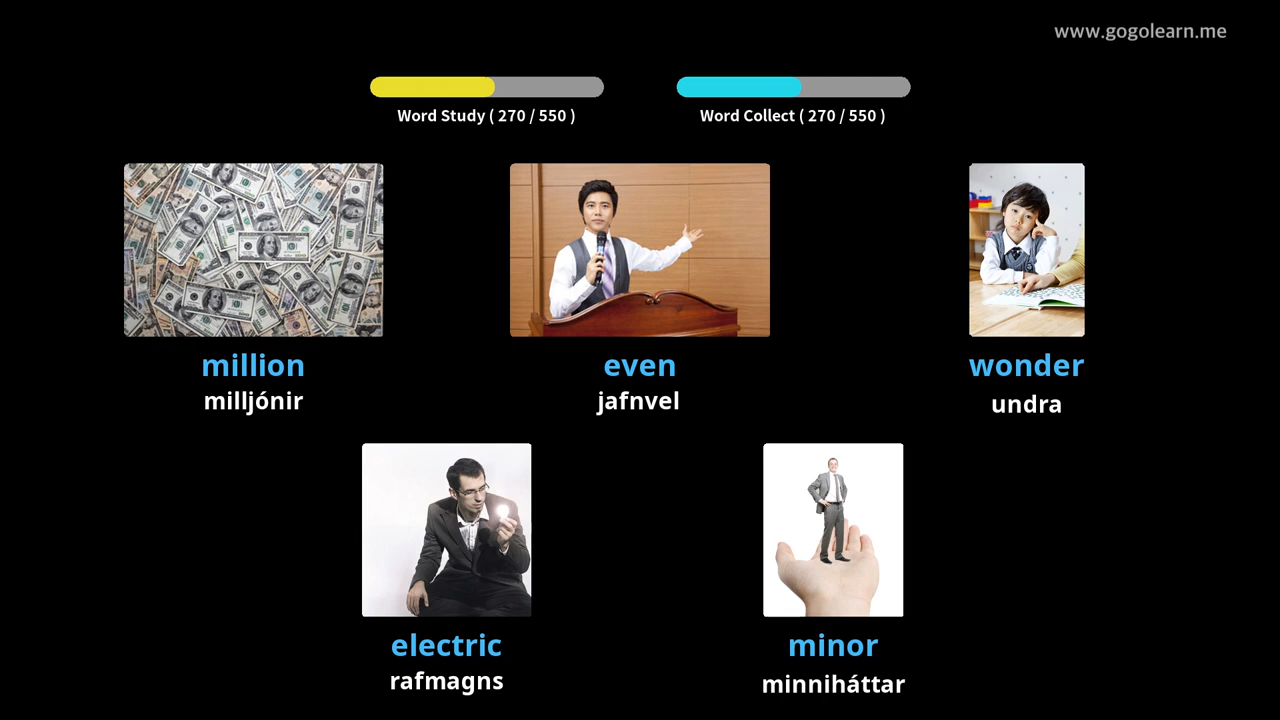 www.gogolearn.me
Word Study ( 270 / 550 )
Word Collect ( 270 / 550 )
million
milljónir
even
jafnvel
wonder
undra
electric
rafmagns
minor
minniháttar